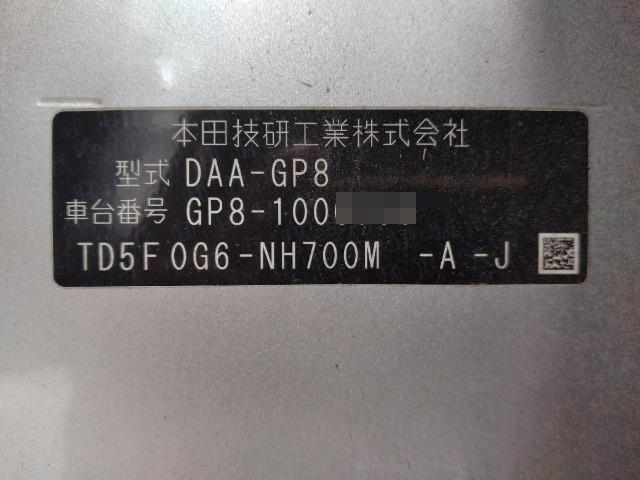 本田技研工業株式会社
型式 DAA-GP8
車台番号 GP8-100
TD5F0G6-NH700M -A-J